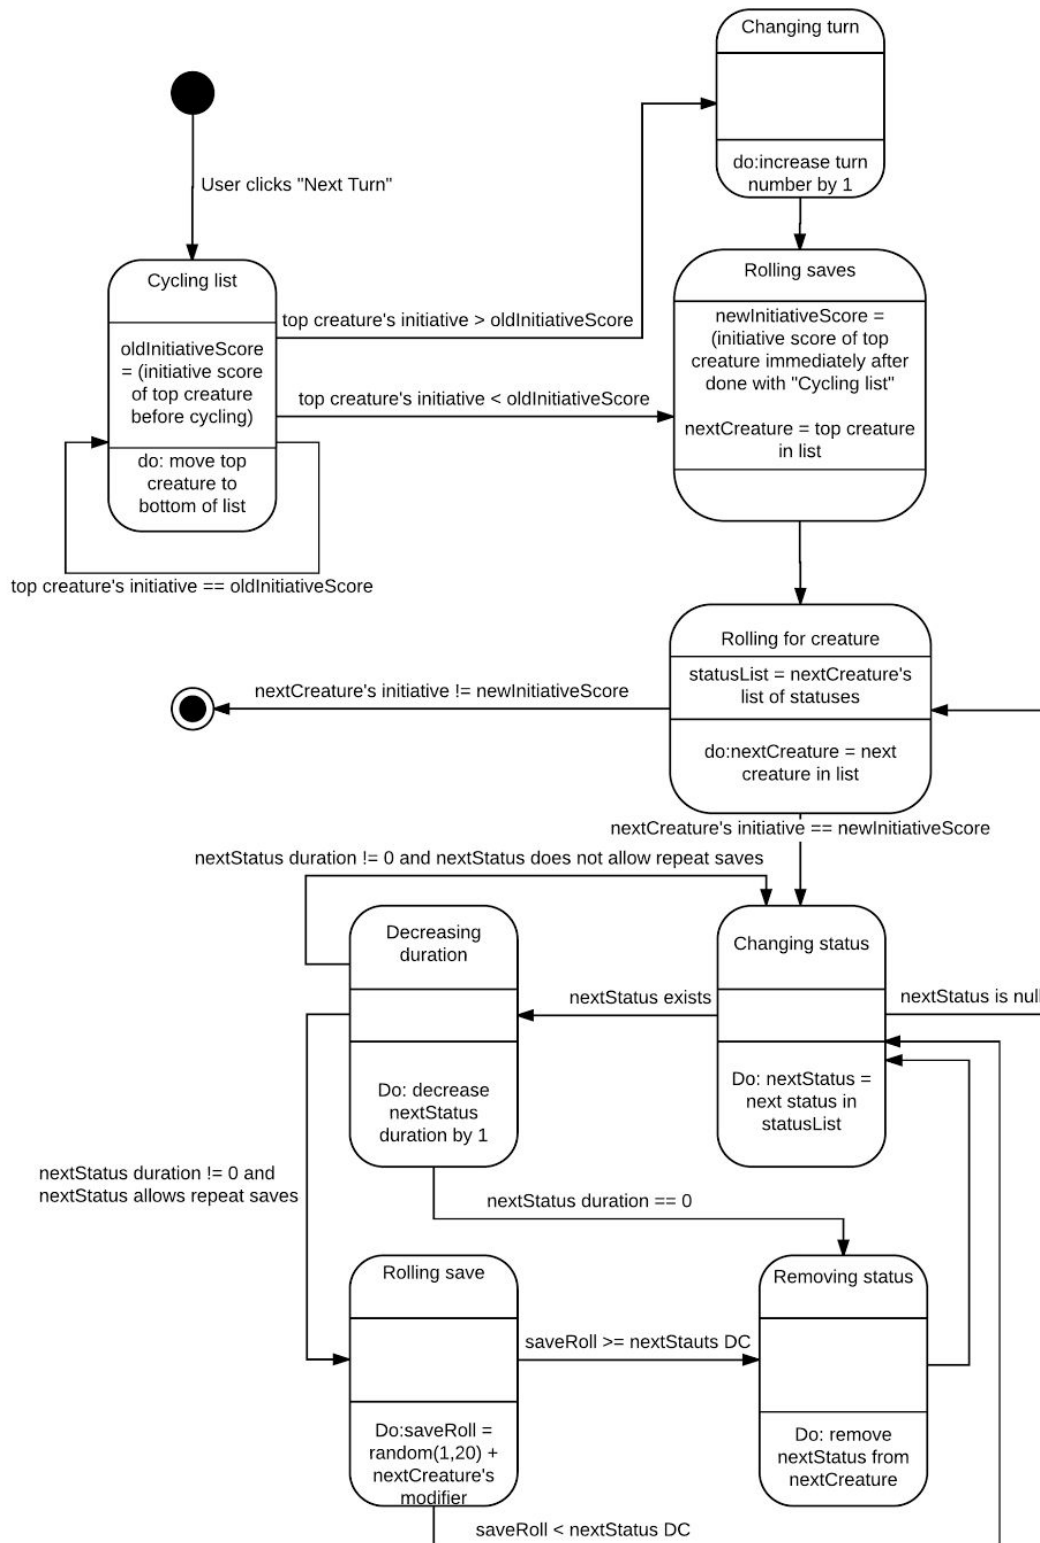 Changing turn
do:increase turn
number by 1
User clicks "Next Turn"
Cycling list
oldInitiativeScore
= (initiative score
of top creature
before cycling)
do: move top
creature to
bottom of list
top creature's initiative > oldInitiativeScore
top creature's initiative < oldInitiativeScore
top creature's initiative == oldInitiativeScore
Rolling saves
newInitiativeScore =
(initiative score of top
creature immediately after
done with "Cycling list"
nextCreature = top creature
in list
Rolling for creature
statusList = nextCreature's
list of statuses
do:nextCreature = next
creature in list
nextCreature's initiative != newInitiativeScore
nextCreature's initiative == newInitiativeScore
nextStatus duration != 0 and nextStatus does not allow repeat saves
Decreasing
duration
Do: decrease
nextStatus
duration by 1
nextStatus exists
Changing status
Do: nextStatus =
next status in
statusList
nextStatus is null
nextStatus duration != 0 and
nextStatus allows repeat saves
nextStatus duration == 0
Rolling save
Do:saveRoll =
random(1,20) +
nextCreature's
modifier
saveRoll >= nextStauts DC
Removing status
Do: remove
nextStatus from
nextCreature
saveRoll < nextStatus DC